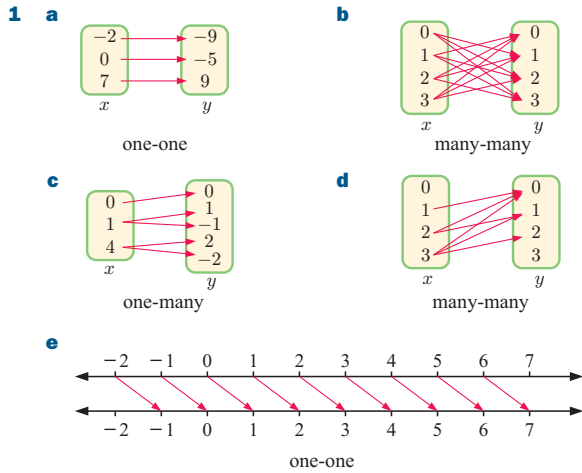 1 a b
−2 −9 0 0
0 −5 1 1
7 9 2 2
x y 3 3
x y
one-one many-many
c d
0 0 0 0
1 1 1 1
4 −1 2 2
2 3 3
−2
x y x y
one-many many-many
e
−2 −1 0 1 2 3 4 5 6 7
−2 −1 0 1 2 3 4 5 6 7
one-one